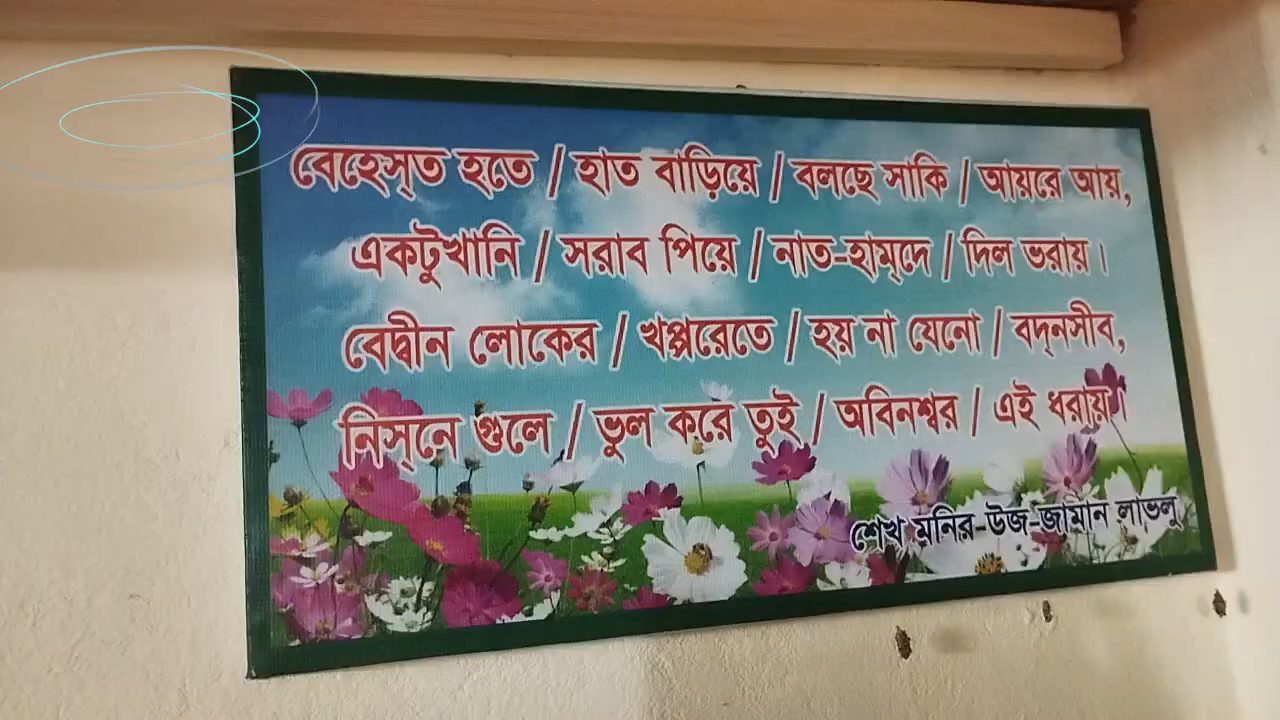 বেহেস্‌ত হতে / হাত বাড়িয়ে / বলছে সাকি / আয়রে আয়,
একটুখানি / সরাব পিয়ে / নাত-হাম্‌দে / দিল ভরায়।
বেদ্বীন লোকের / খপ্পরেতে / হয় না যেনো / বদ্‌নসীব,
নিস্‌নে গুলে / ভুল করে তুই / অবিনশ্বর / এই ধরায়।
শেখ মনির-উজ-জামান লাভলু